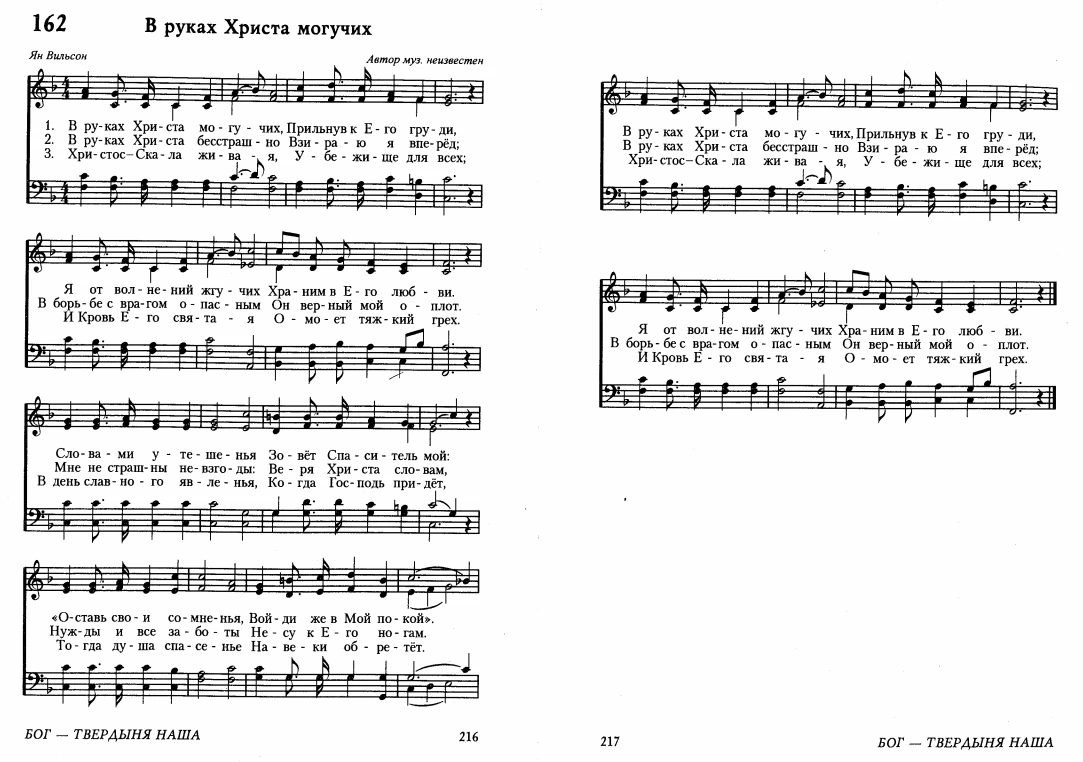 162 В руках Христа могучих
Ян Вильсон
Автор муз. неизвестен
1. В ру- ках Хри- ста мо - гу - чих, Прильнув к Е - го гру - ди,
2. В ру - ках Хри - ста бесстраш - но Взи - ра - ю я впе - рёд;
3. Хри - стос—Ска - ла жи - ва - я, У - бе - жи - ще для всех;
Я от вол - не - ний жгу - чих Хра - ним в Е - го люб - ви.
В борь - бе с вра - гом о - пас - ным Он вер - ный мой о - плот.
И Кровь Е - го свя - та - я О - мо - ет тяж - кий грех.
Сло - ва - ми у - те - ше - нья Зо - вёт Спа - си - тель мой:
Мне не страш - ны не - вз­го - ды: Ве - ря Хри - ста сло - вам,
В день слав - но - го яв - ле - нья, Ко - гда Гос - подь при - дёт,
«О - ставь сво - и со - мне - нья, Вой - ди же в Мой по - кой».
Нуж - ды и все за - бо - ты Не - су к Е - го но - гам.
То - гда ду - ша спа - се - нье На - ве - ки об - ре - тёт.
БОГ — ТВЕРДЫНЯ НАША 216
В ру - ках Хри - ста мо - гу - чих, Прильнув к Е - го гру - ди,
В ру - ках Хри - ста бесстраш - но Взи - ра - ю я впе - рёд;
Хри - стос—Ска - ла жи - ва - я, У - бе - жи - ще для всех;
Я от вол - не - ний жгу - чих Хра - ним в Е - го люб - ви.
В борь - бе с вра - гом о - пас - ным Он вер - ный мой о - плот.
И Кровь Е - го свя - та - я О - мо - ет тяж - кий грех.
217 БОГ — ТВЕРДЫНЯ НАША